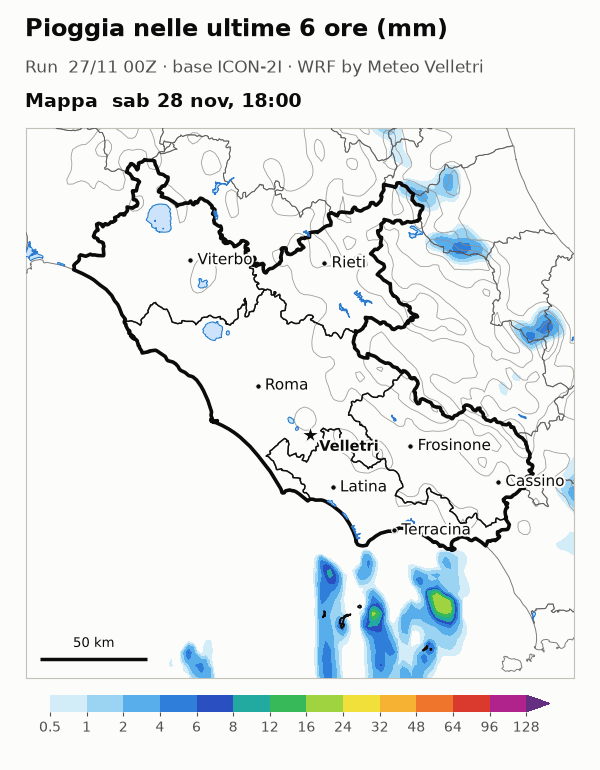 Pioggia nelle ultime 6 ore (mm)
Run  27/11 00Z · base ICON-2I · WRF by Meteo Velletri
Mappa  sab 28 nov, 18:00
Viterbo
Rieti
Roma
Velletri
Frosinone
Latina
Cassino
Terracina
50 km
0.5 1 2 4 6 8 12 16 24 32 48 64 96 128